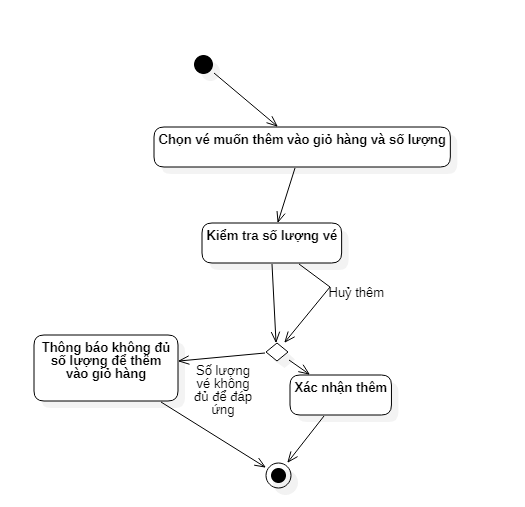 Chọn vé muốn thêm vào giỏ hàng và số lượng
Kiểm tra số lượng vé
Huỷ thêm
Thông báo không đủ
số lượng để thêm
vào giỏ hàng
Số lượng
vé không
đủ để đáp
ứng
Xác nhận thêm